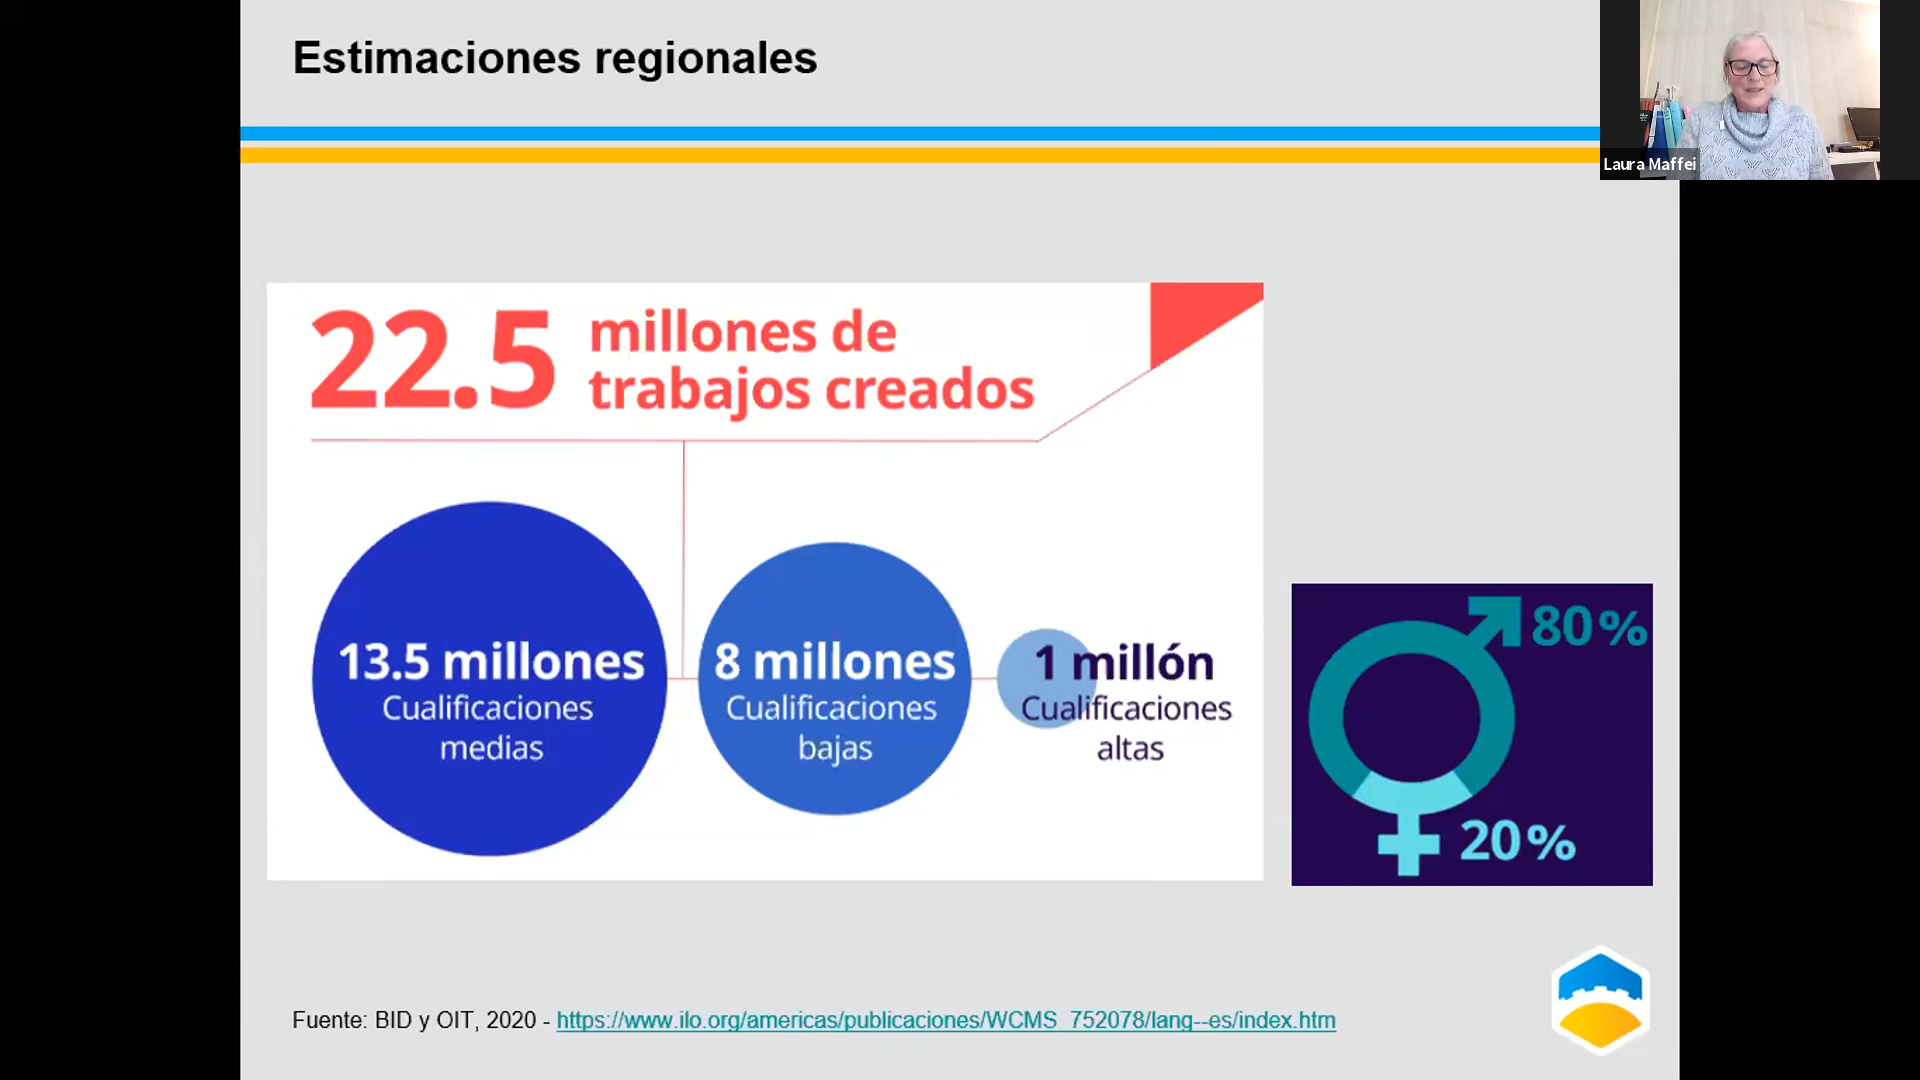 Estimaciones regionales
Laura Maffei
22.5 millones de
trabajos creados
13.5 millones
Cualificaciones
medias
8 millones
Cualificaciones
bajas
1 millón
Cualificaciones
altas
80%
20%
Fuente: BID y OIT, 2020 - https://www.ilo.org/americas/publicaciones/WCMS_752078/lang--es/index.htm